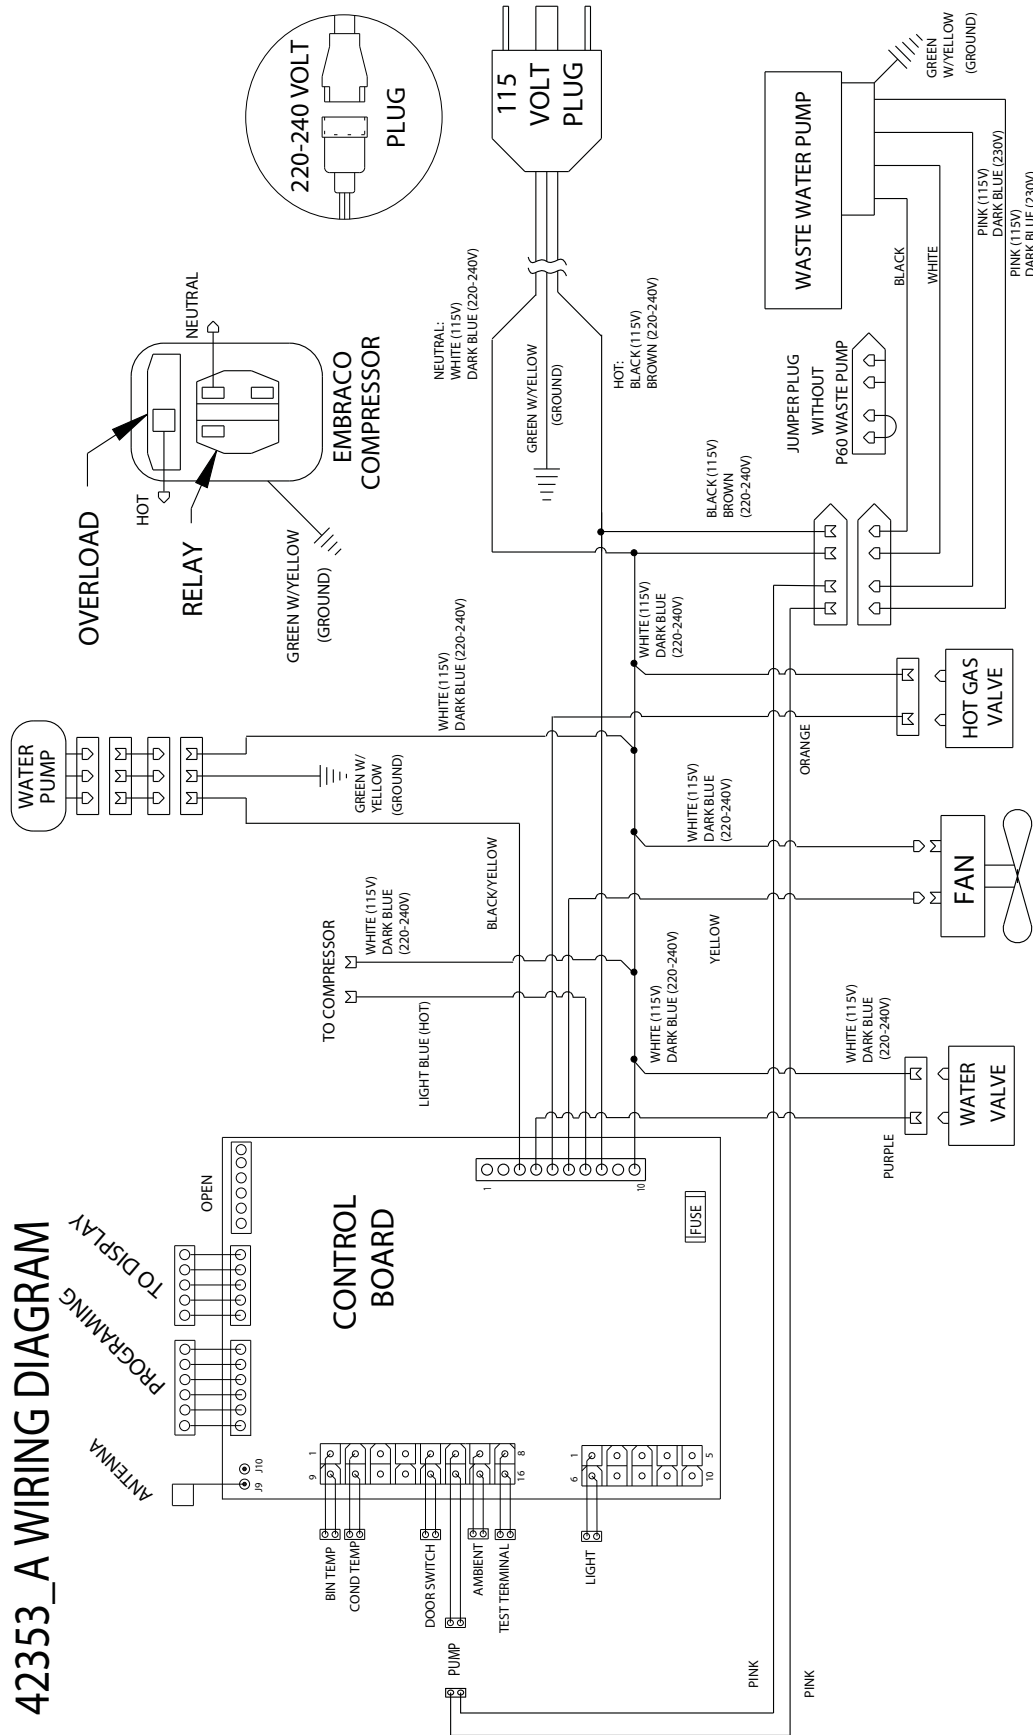 42353_A WIRING DIAGRAM
220-240 VOLT
PLUG
115
VOLT
PLUG
OVERLOAD
HOT
NEUTRAL
RELAY
EMBRACO
COMPRESSOR
GREEN W/YELLOW
(GROUND)
WATER
PUMP
WHITE (115V)
DARK BLUE (220-240V)
GREEN W/
YELLOW
(GROUND)
BLACK/YELLOW
TO COMPRESSOR
WHITE (115V)
DARK BLUE
(220-240V)
LIGHT BLUE (HOT)
NEUTRAL:
WHITE (115V)
DARK BLUE (220-240V)
GREEN W/YELLOW
(GROUND)
HOT:
BLACK (115V)
BROWN (220-240V)
BLACK (115V)
BROWN
(220-240V)
WASTE WATER PUMP
GREEN
W/YELLOW
(GROUND)
BLACK
WHITE
PINK (115V)
DARK BLUE (230V)
PINK (115V)
DARK BLUE (230V)
JUMPER PLUG
WITHOUT
P60 WASTE PUMP
WHITE (115V)
DARK BLUE
(220-240V)
ORANGE
HOT GAS
VALVE
WHITE (115V)
DARK BLUE
(220-240V)
YELLOW
FAN
WHITE (115V)
DARK BLUE (220-240V)
WHITE (115V)
DARK BLUE
(220-240V)
PURPLE
WATER
VALVE
ANTENNA
PROGRAMING
TO DISPLAY
OPEN
J9
J10
CONTROL
BOARD
1
10
FUSE
9
1
16
8
6
1
10
5
BIN TEMP
COND TEMP
DOOR SWITCH
PUMP
AMBIENT
TEST TERMINAL
LIGHT
PINK
PINK